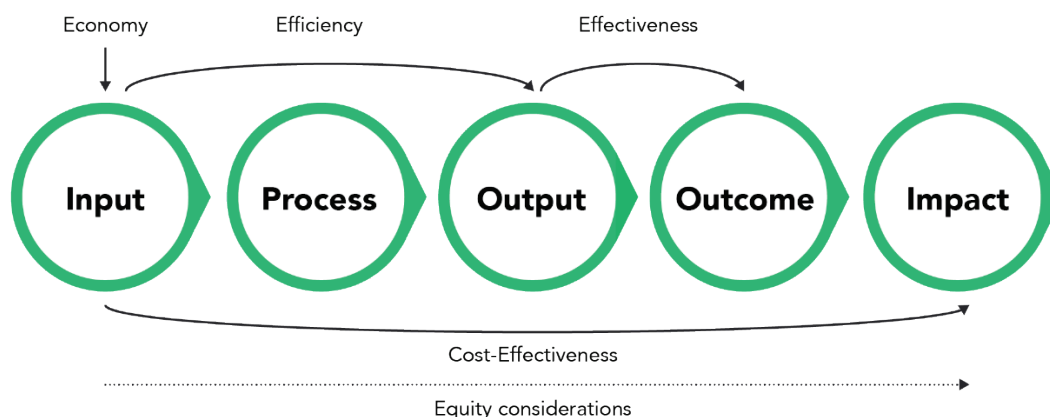 Economy
Efficiency
Effectiveness
Input
Process
Output
Outcome
Impact
Cost-Effectiveness
Equity considerations